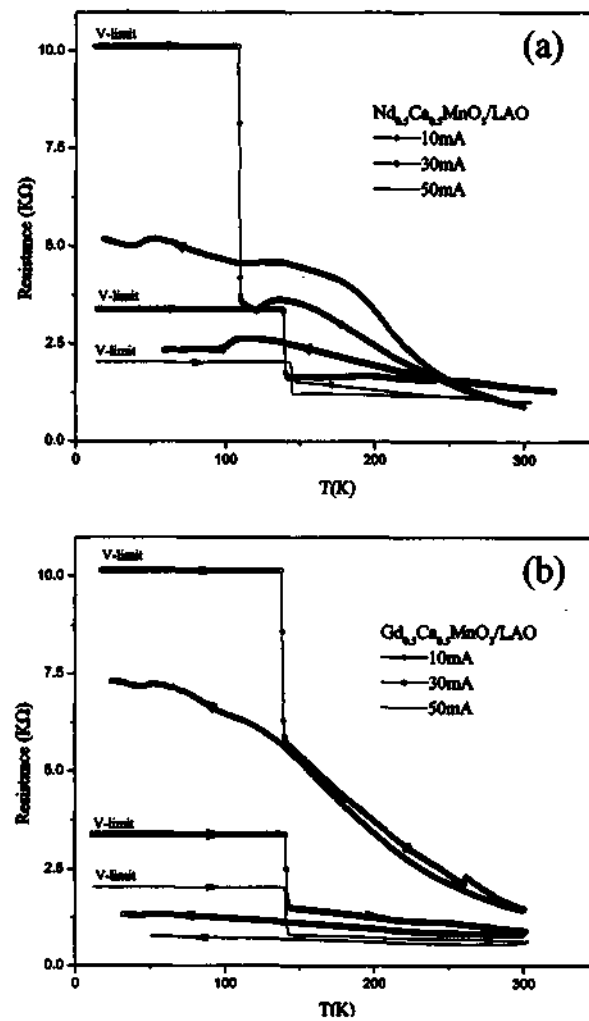 (a)
V-limit
10.0
Nd0.5Ca0.5MnO3/LAO
10mA
7.5
30mA
50mA
Resistance (KΩ)
5.0
V-limit
2.5
V-limit
0.0
0 100 200 300
T(K)
(b)
V-limit
10.0
Gd0.5Ca0.5MnO3/LAO
10mA
7.5
30mA
50mA
Resistance (KΩ)
5.0
V-limit
2.5
V-limit
0.0
0 100 200 300
T(K)